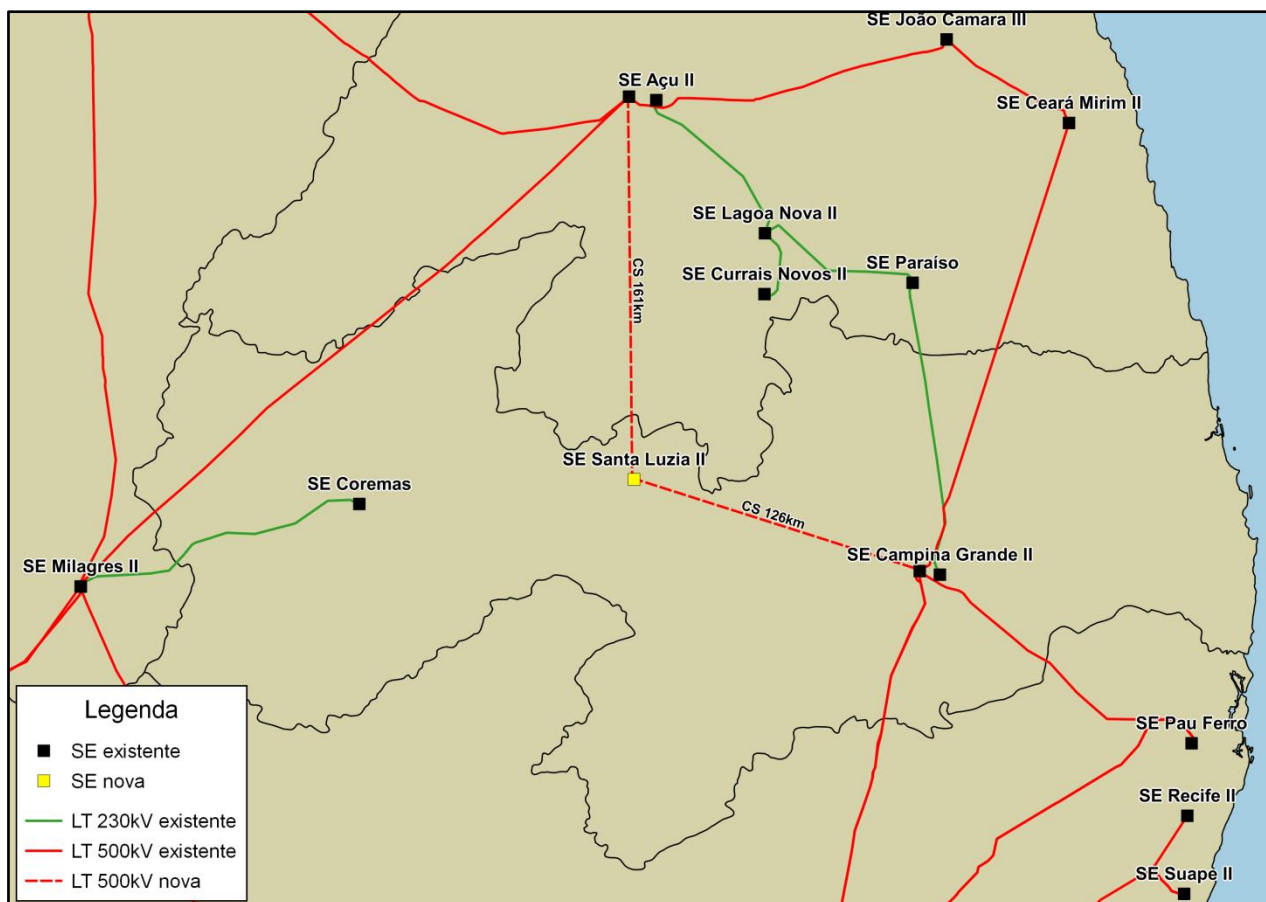 SE João Camara III
SE Açu II
SE Ceará Mirim II
SE Lagoa Nova II
SE Paraíso
SE Currais Novos II
CS 161km
SE Santa Luzia II
SE Coremas
CS 126km
SE Campina Grande II
SE Milagres II
SE Pau Ferro
SE Recife II
SE Suape II
Legenda
SE existente
SE nova
LT 230kV existente
LT 500kV existente
LT 500kV nova